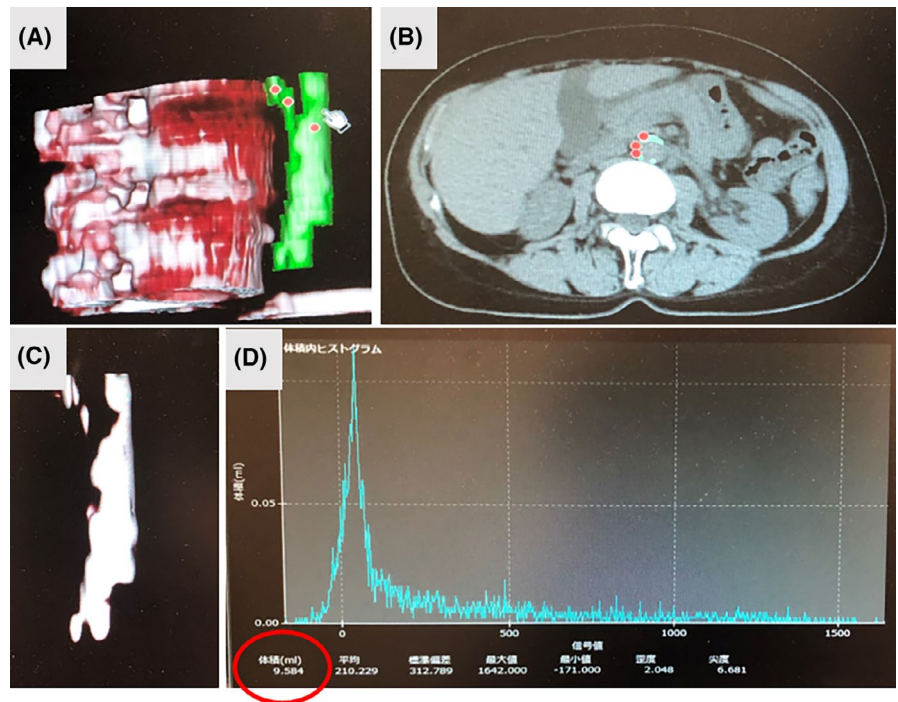 (A)
(B)
(C)
(D)
体積内ヒストグラム
体積(ml)
0.05
0.00
0 500 1000 1500
信号値
体積(ml) 平均 標準偏差 最大値 最小値 歪度 尖度
9.584 210.229 312.789 1642.000 -171.000 2.048 6.681